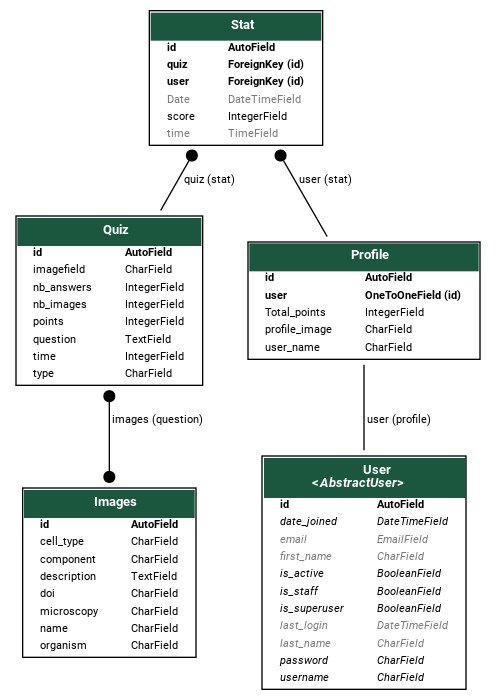 Stat
id AutoField
quiz ForeignKey (id)
user ForeignKey (id)
Date DateTimeField
score IntegerField
time TimeField
quiz (stat)
user (stat)
Quiz
id AutoField
imagefield CharField
nb_answers IntegerField
nb_images IntegerField
points IntegerField
question TextField
time IntegerField
type CharField
Profile
id AutoField
user OneToOneField (id)
Total_points IntegerField
profile_image CharField
user_name CharField
images (question)
user (profile)
Images
id AutoField
cell_type CharField
component CharField
description TextField
doi CharField
microscopy CharField
name CharField
organism CharField
User
<AbstractUser>
id AutoField
date_joined DateTimeField
email EmailField
first_name CharField
is_active BooleanField
is_staff BooleanField
is_superuser BooleanField
last_login DateTimeField
last_name CharField
password CharField
username CharField